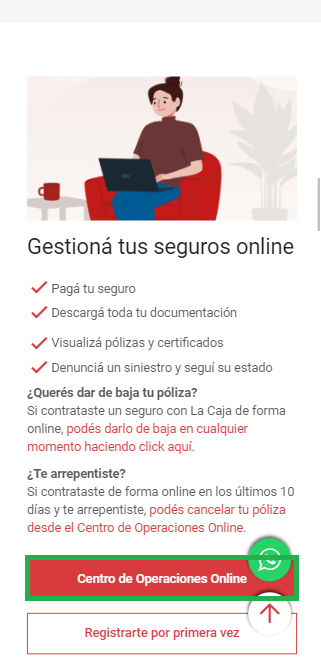 Gestioná tus seguros online
Pagá tu seguro
Descargá toda tu documentación
Visualizá pólizas y certificados
Denunciá un siniestro y seguí su estado
¿Querés dar de baja tu póliza?
Si contrataste un seguro con La Caja de forma
online, podés darlo de baja en cualquier
momento haciendo click aquí.
¿Te arrepentiste?
Si contrataste de forma online en los últimos 10
días y te arrepentiste, podés cancelar tu póliza
desde el Centro de Operaciones Online.
Centro de Operaciones Online
Registrarte por primera vez